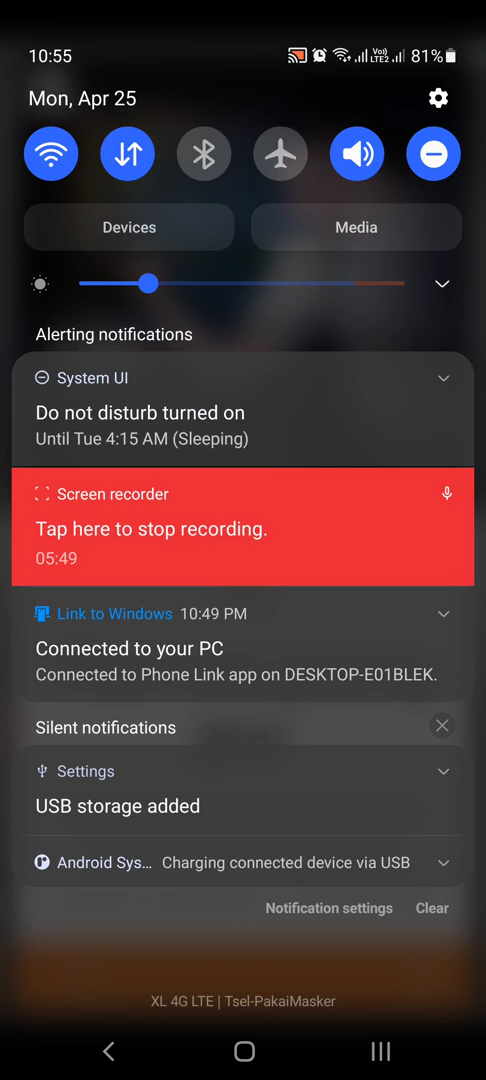 10:55
Vo)) LTE2 81%
Mon, Apr 25
Devices
Media
Alerting notifications
System UI
Do not disturb turned on
Until Tue 4:15 AM (Sleeping)
Screen recorder
Tap here to stop recording.
05:49
Link to Windows 10:49 PM
Connected to your PC
Connected to Phone Link app on DESKTOP-E01BLEK.
Silent notifications
Settings
USB storage added
Android Sys... Charging connected device via USB
Notification settings
Clear
XL 4G LTE | Tsel-PakaiMasker